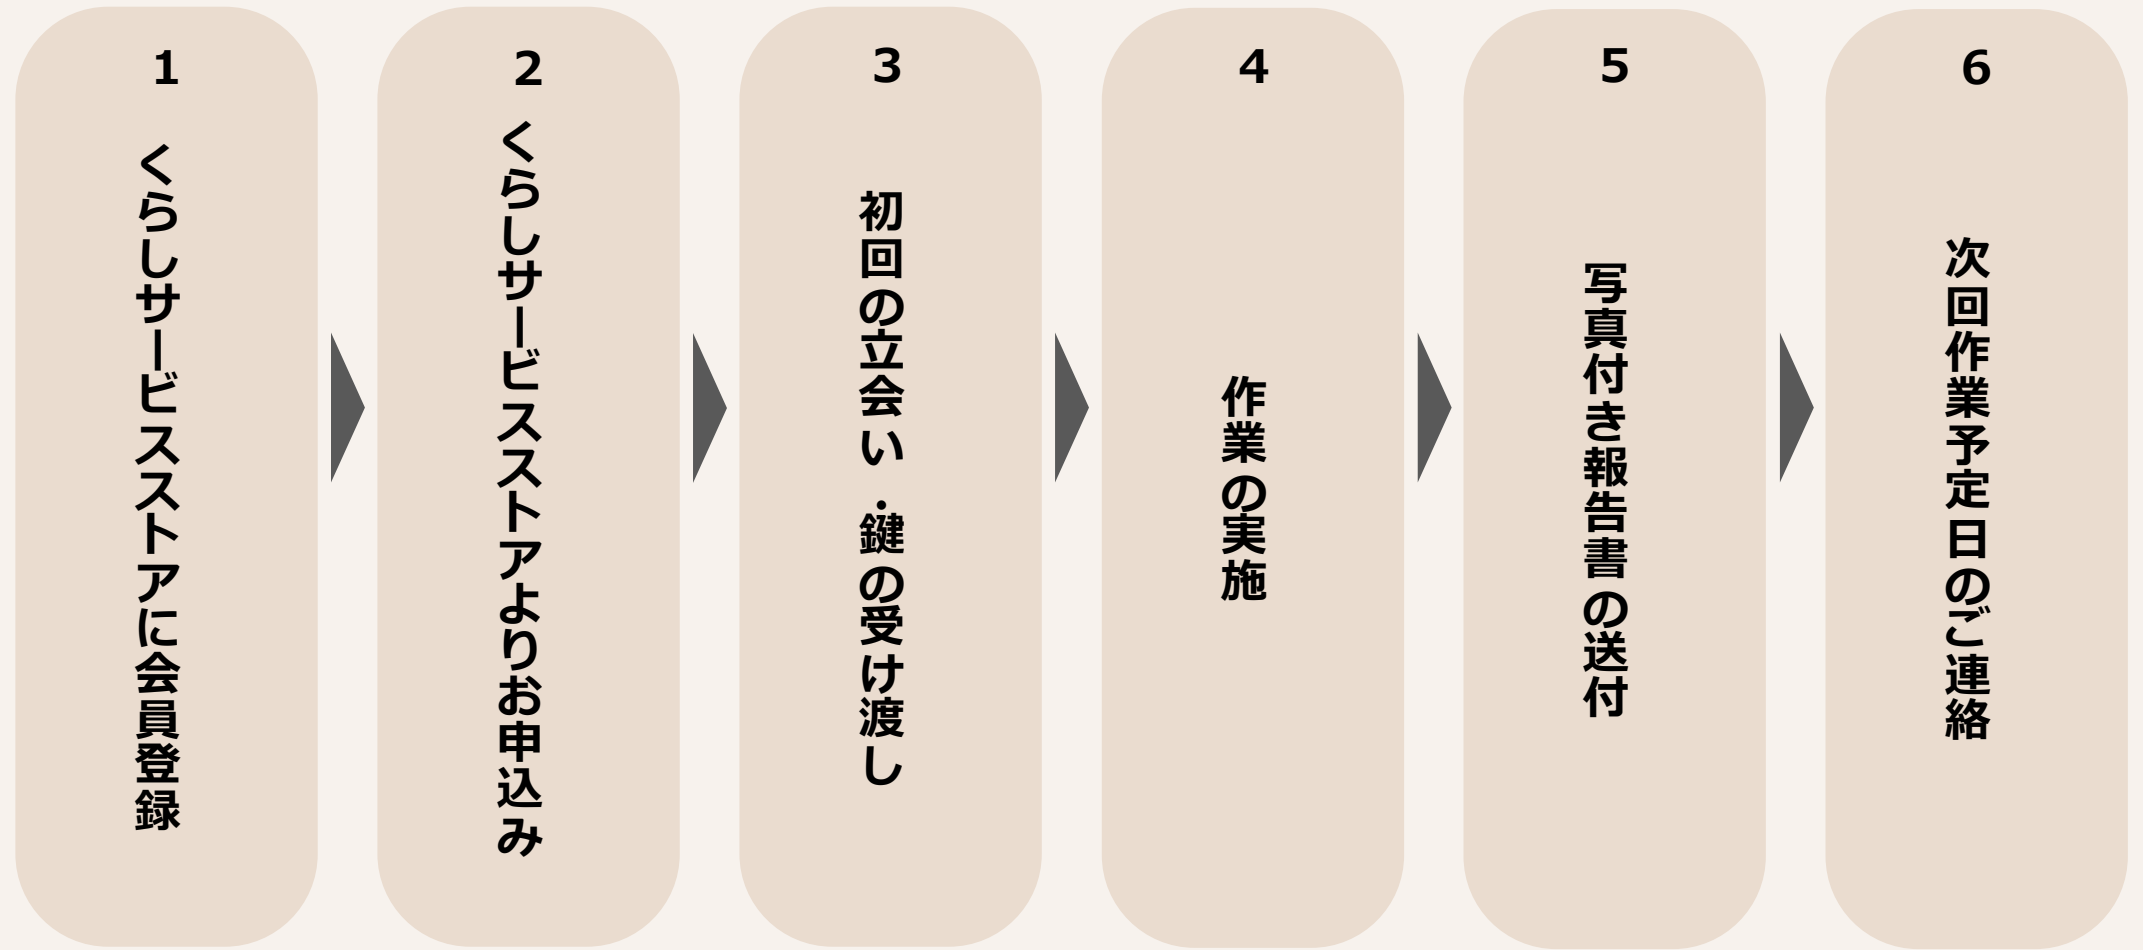 1
くらしサービスストアに会員登録
2
くらしサービスストアよりお申込み
3
初回の立会い・鍵の受け渡し
4
作業の実施
5
写真付き報告書の送付
6
次回作業予定日のご連絡